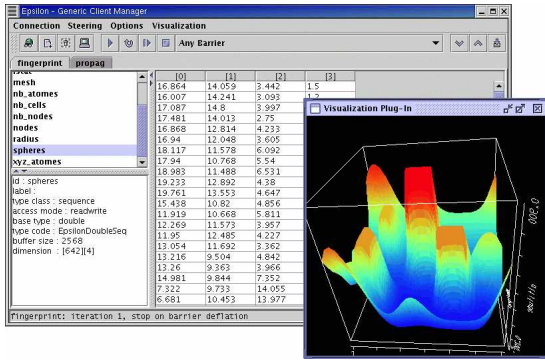 Epsilon - Generic Client Manager
Connection Steering Options Visualization
Any Barrier
fingerprint propag
mesh
nb_atomes
nb_cells
nb_nodes
nodes
radius
spheres
xyz_atomes
id : spheres
label :
type class : sequence
access mode : readwrite
base type : double
type code : EpsilonDoubleSeq
buffer size : 2568
dimension : [642][4]
[0] [1] [2] [3]
16.864 14.059 3.442 1.5
16.007 14.241 3.093
17.087 14.8 3.997
17.481 14.013 2.75
16.868 12.814 4.233
16.94 12.048 3.605
18.117 11.578 6.092
17.94 10.768 5.54
18.983 11.488 6.531
19.233 12.892 4.38
19.761 13.553 4.647
15.438 10.82 4.856
11.919 10.668 5.811
12.269 11.573 3.957
11.95 12.485 4.227
13.054 11.692 3.362
13.216 9.504 4.842
13.26 9.363 3.966
14.981 9.844 7.352
7.322 9.733 14.055
6.681 10.453 13.977
Visualization Plug-In
fingerprint: iteration 1, stop on barrier deflation